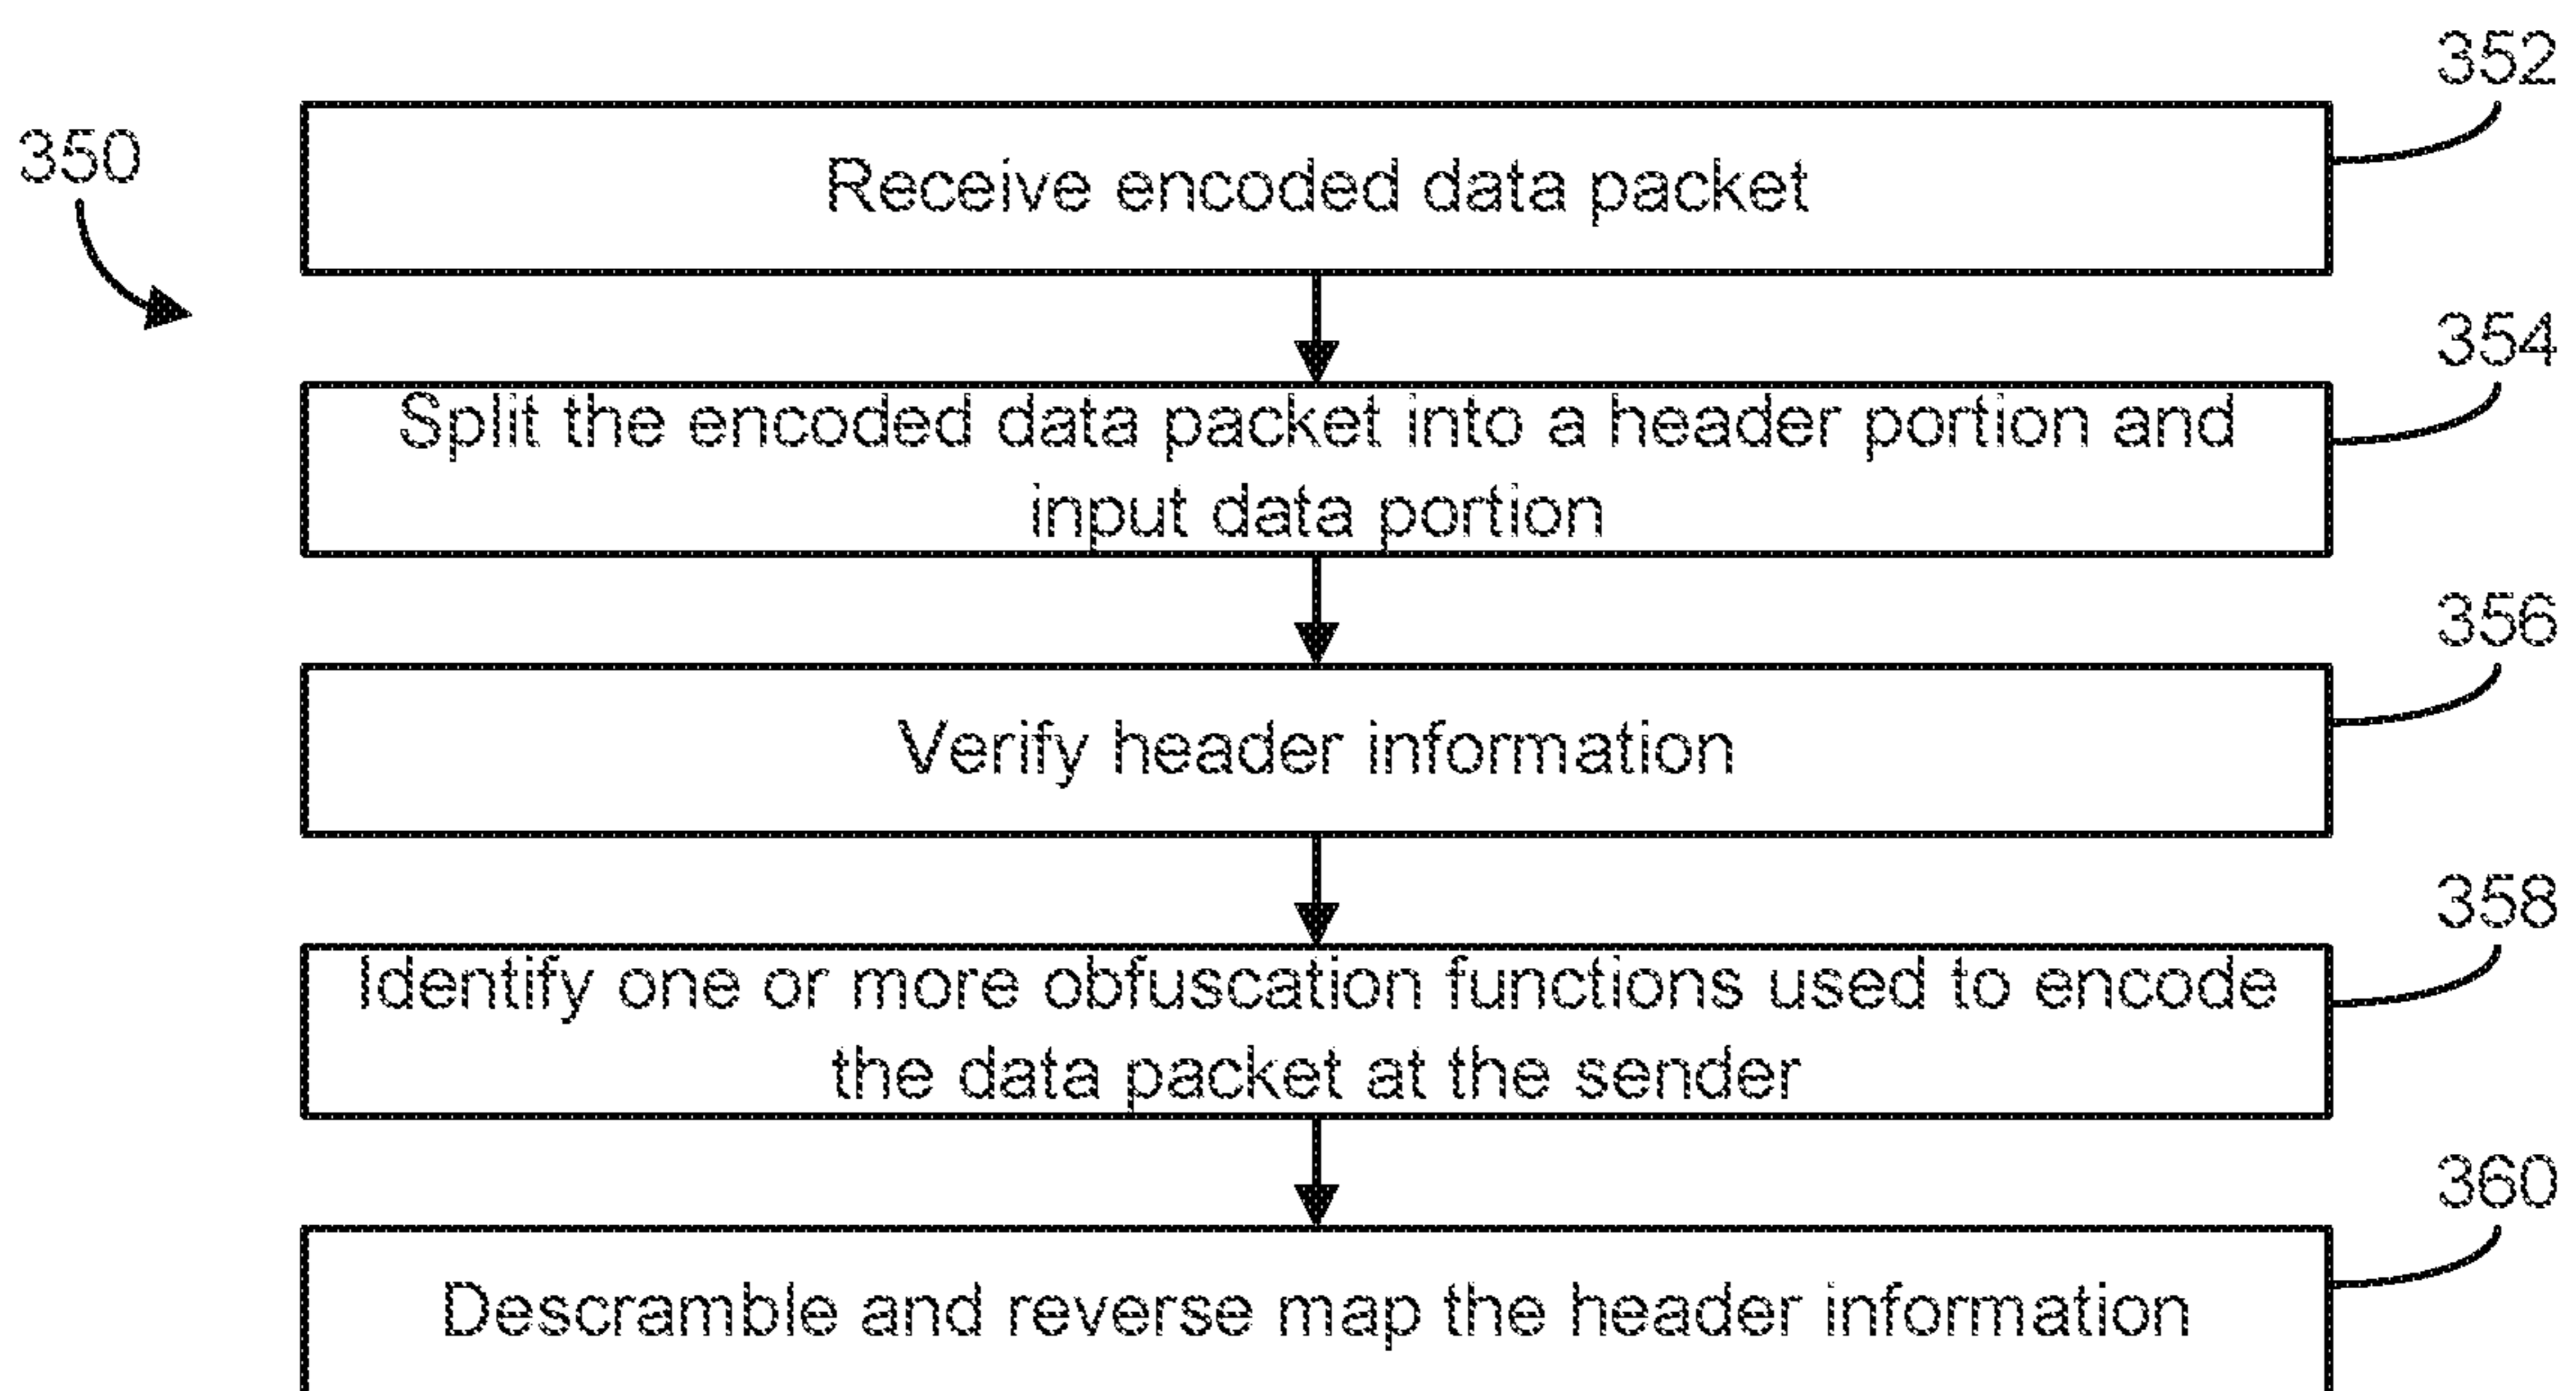 352
350
Receive encoded data packet
354
Split the encoded data packet into a header portion and
input data portion
356
Verify header information
358
Identify one or more obfuscation functions used to encode
the data packet at the sender
360
Descramble and reverse map the header information